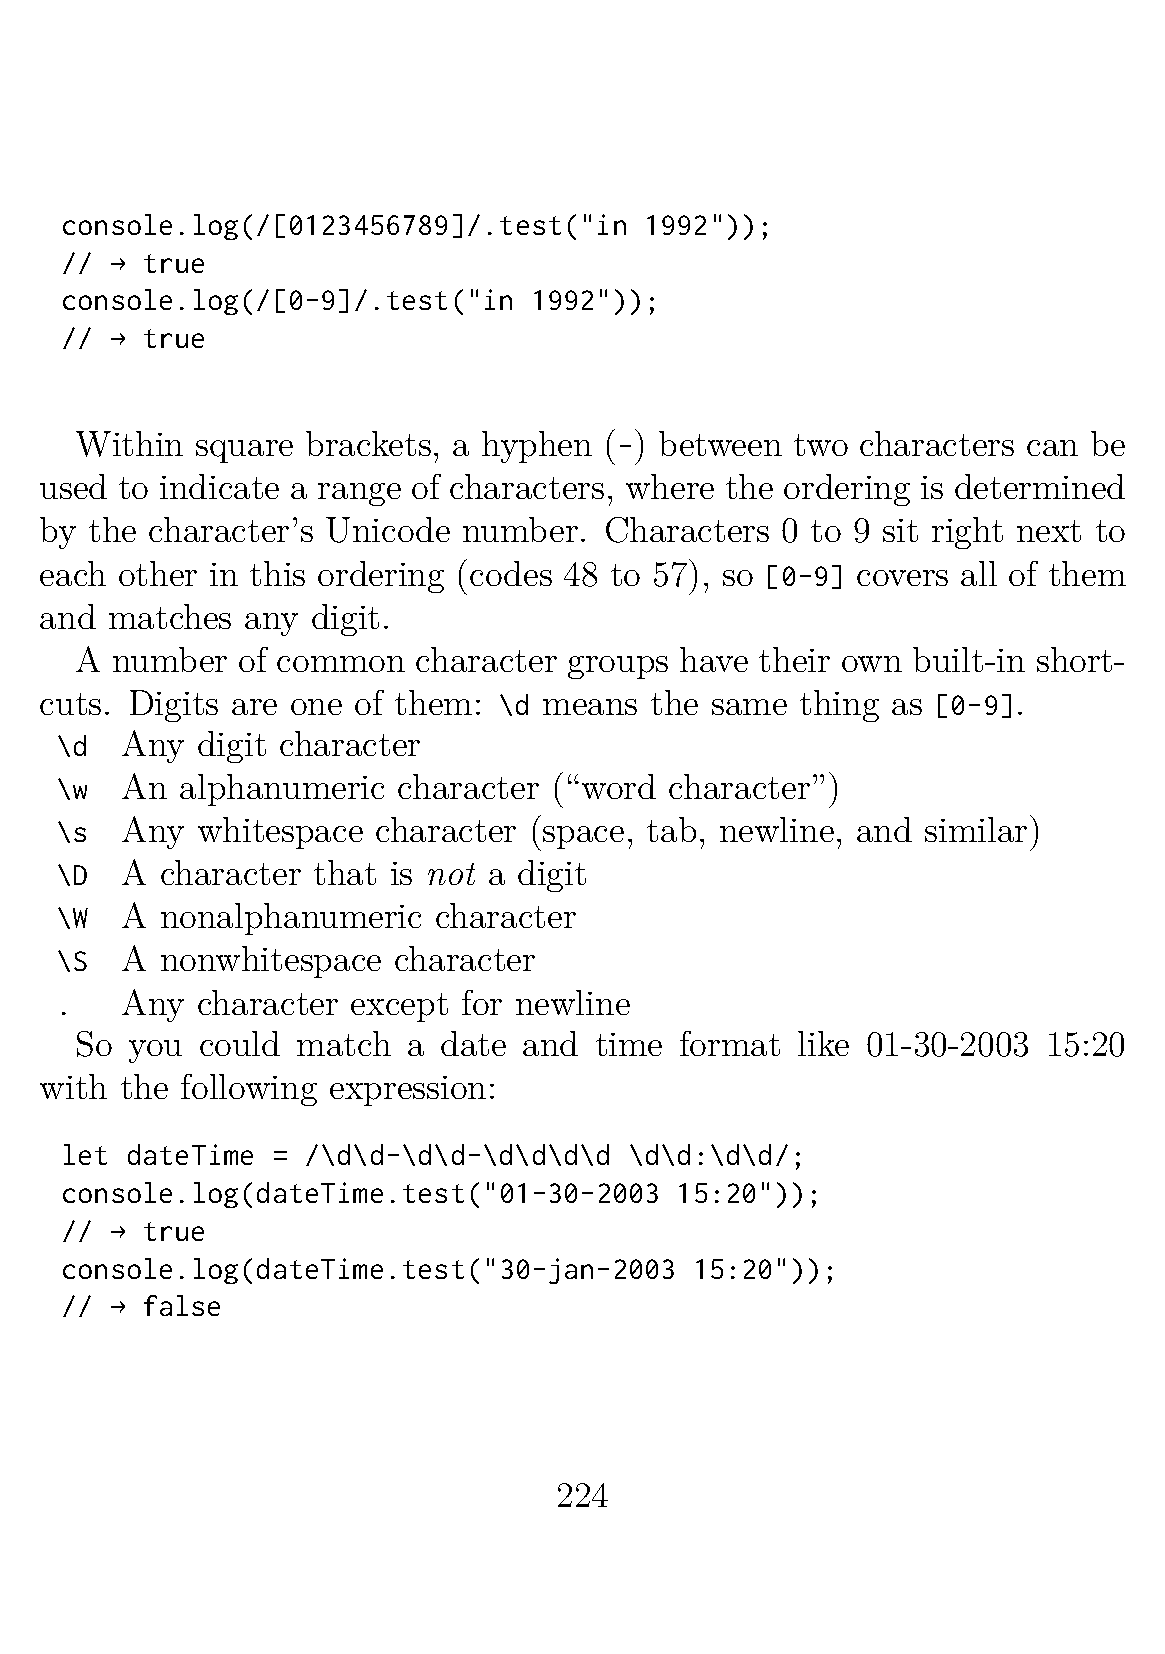 console.log(/[0123456789]/.test("in 1992"));
// → true
console.log(/[0-9]/.test("in 1992"));
// → true
Within square brackets, a hyphen (-) between two characters can be
used to indicate a range of characters, where the ordering is determined
by the character’s Unicode number. Characters 0 to 9 sit right next to
each other in this ordering (codes 48 to 57), so [0-9] covers all of them
and matches any digit.
A number of common character groups have their own built-in short-
cuts. Digits are one of them: \d means the same thing as [0-9].
\d Any digit character
\w An alphanumeric character (“word character”)
\s Any whitespace character (space, tab, newline, and similar)
\D A character that is not a digit
\W A nonalphanumeric character
\S A nonwhitespace character
. Any character except for newline
So you could match a date and time format like 01-30-2003 15:20
with the following expression:
let dateTime = /\d\d-\d\d-\d\d\d\d \d\d:\d\d/;
console.log(dateTime.test("01-30-2003 15:20"));
// → true
console.log(dateTime.test("30-jan-2003 15:20"));
// → false
224